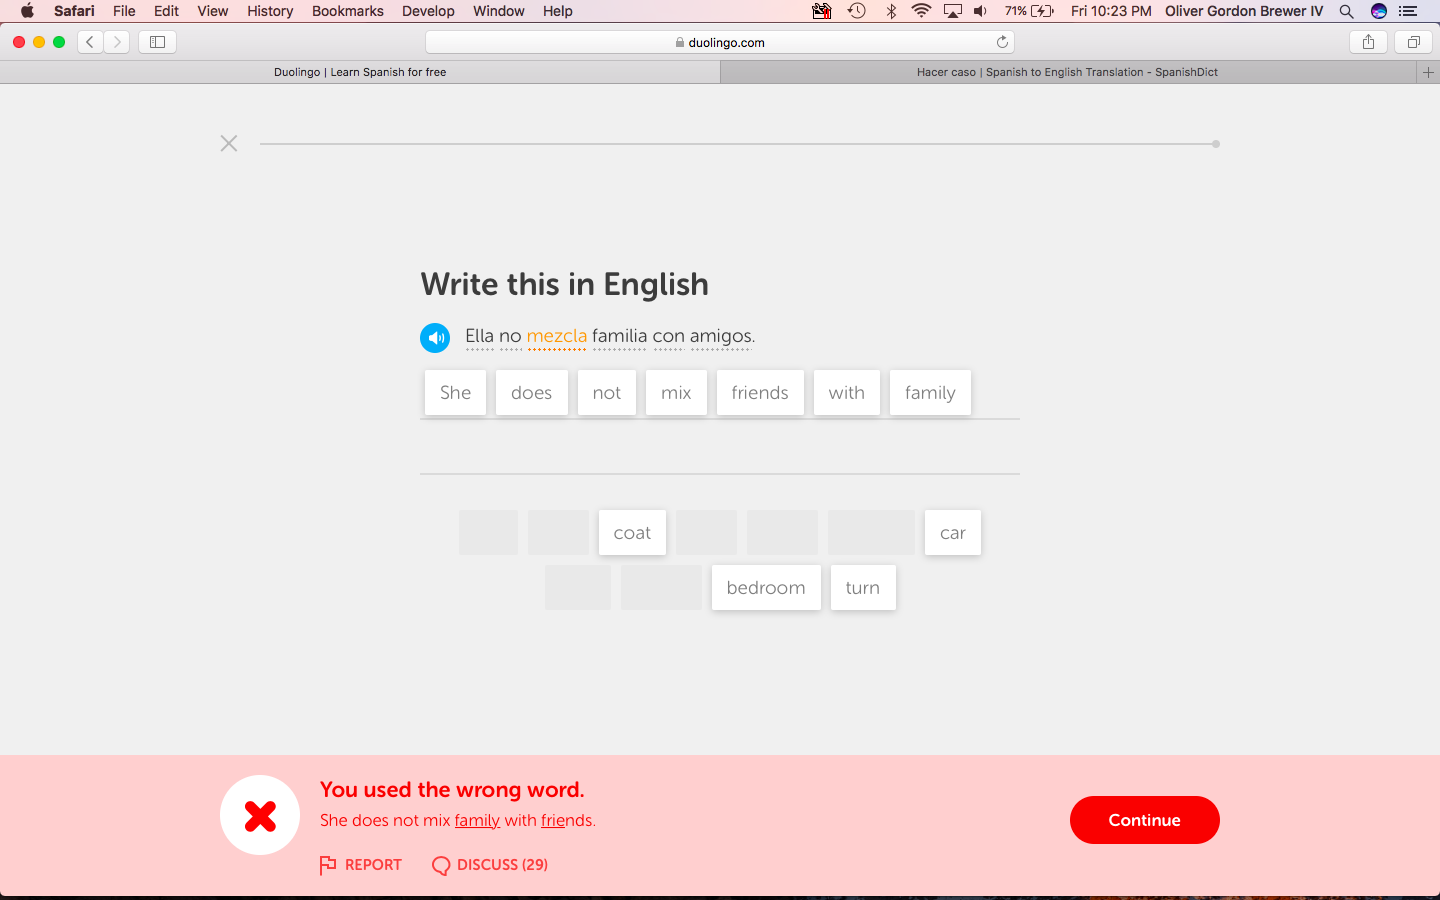 Safari File Edit View History Bookmarks Develop Window Help 71% Fri 10:23 PM Oliver Gordon Brewer IV
duolingo.com
Duolingo | Learn Spanish for free Hacer caso | Spanish to English Translation - SpanishDict
Write this in English
Ella no mezcla familia con amigos.
She does not mix friends with family
coat car
bedroom turn
You used the wrong word.
She does not mix family with friends.
Continue
REPORT DISCUSS (29)